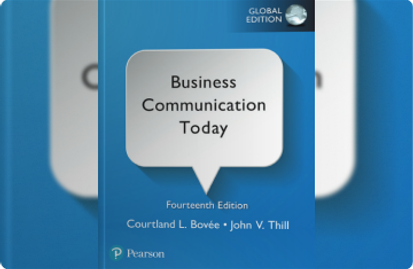 GLOBAL
EDITION
Business
Communication
Today
Fourteenth Edition
Courtland L. Bovée • John V. Thill
Pearson